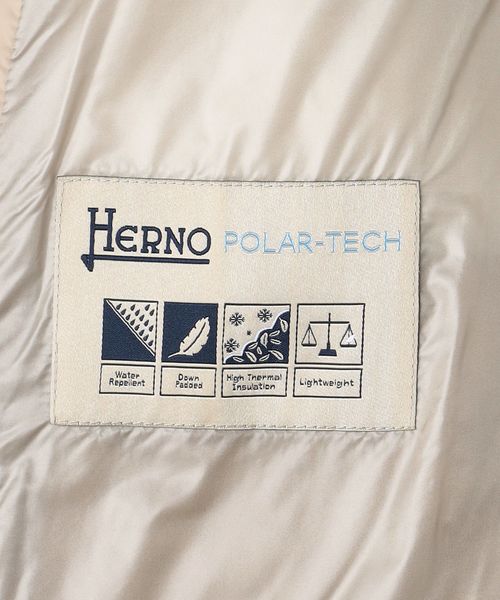 HERNO POLAR-TECH
Water Repellent
Down Padded
High Thermal Insulation
Lightweight